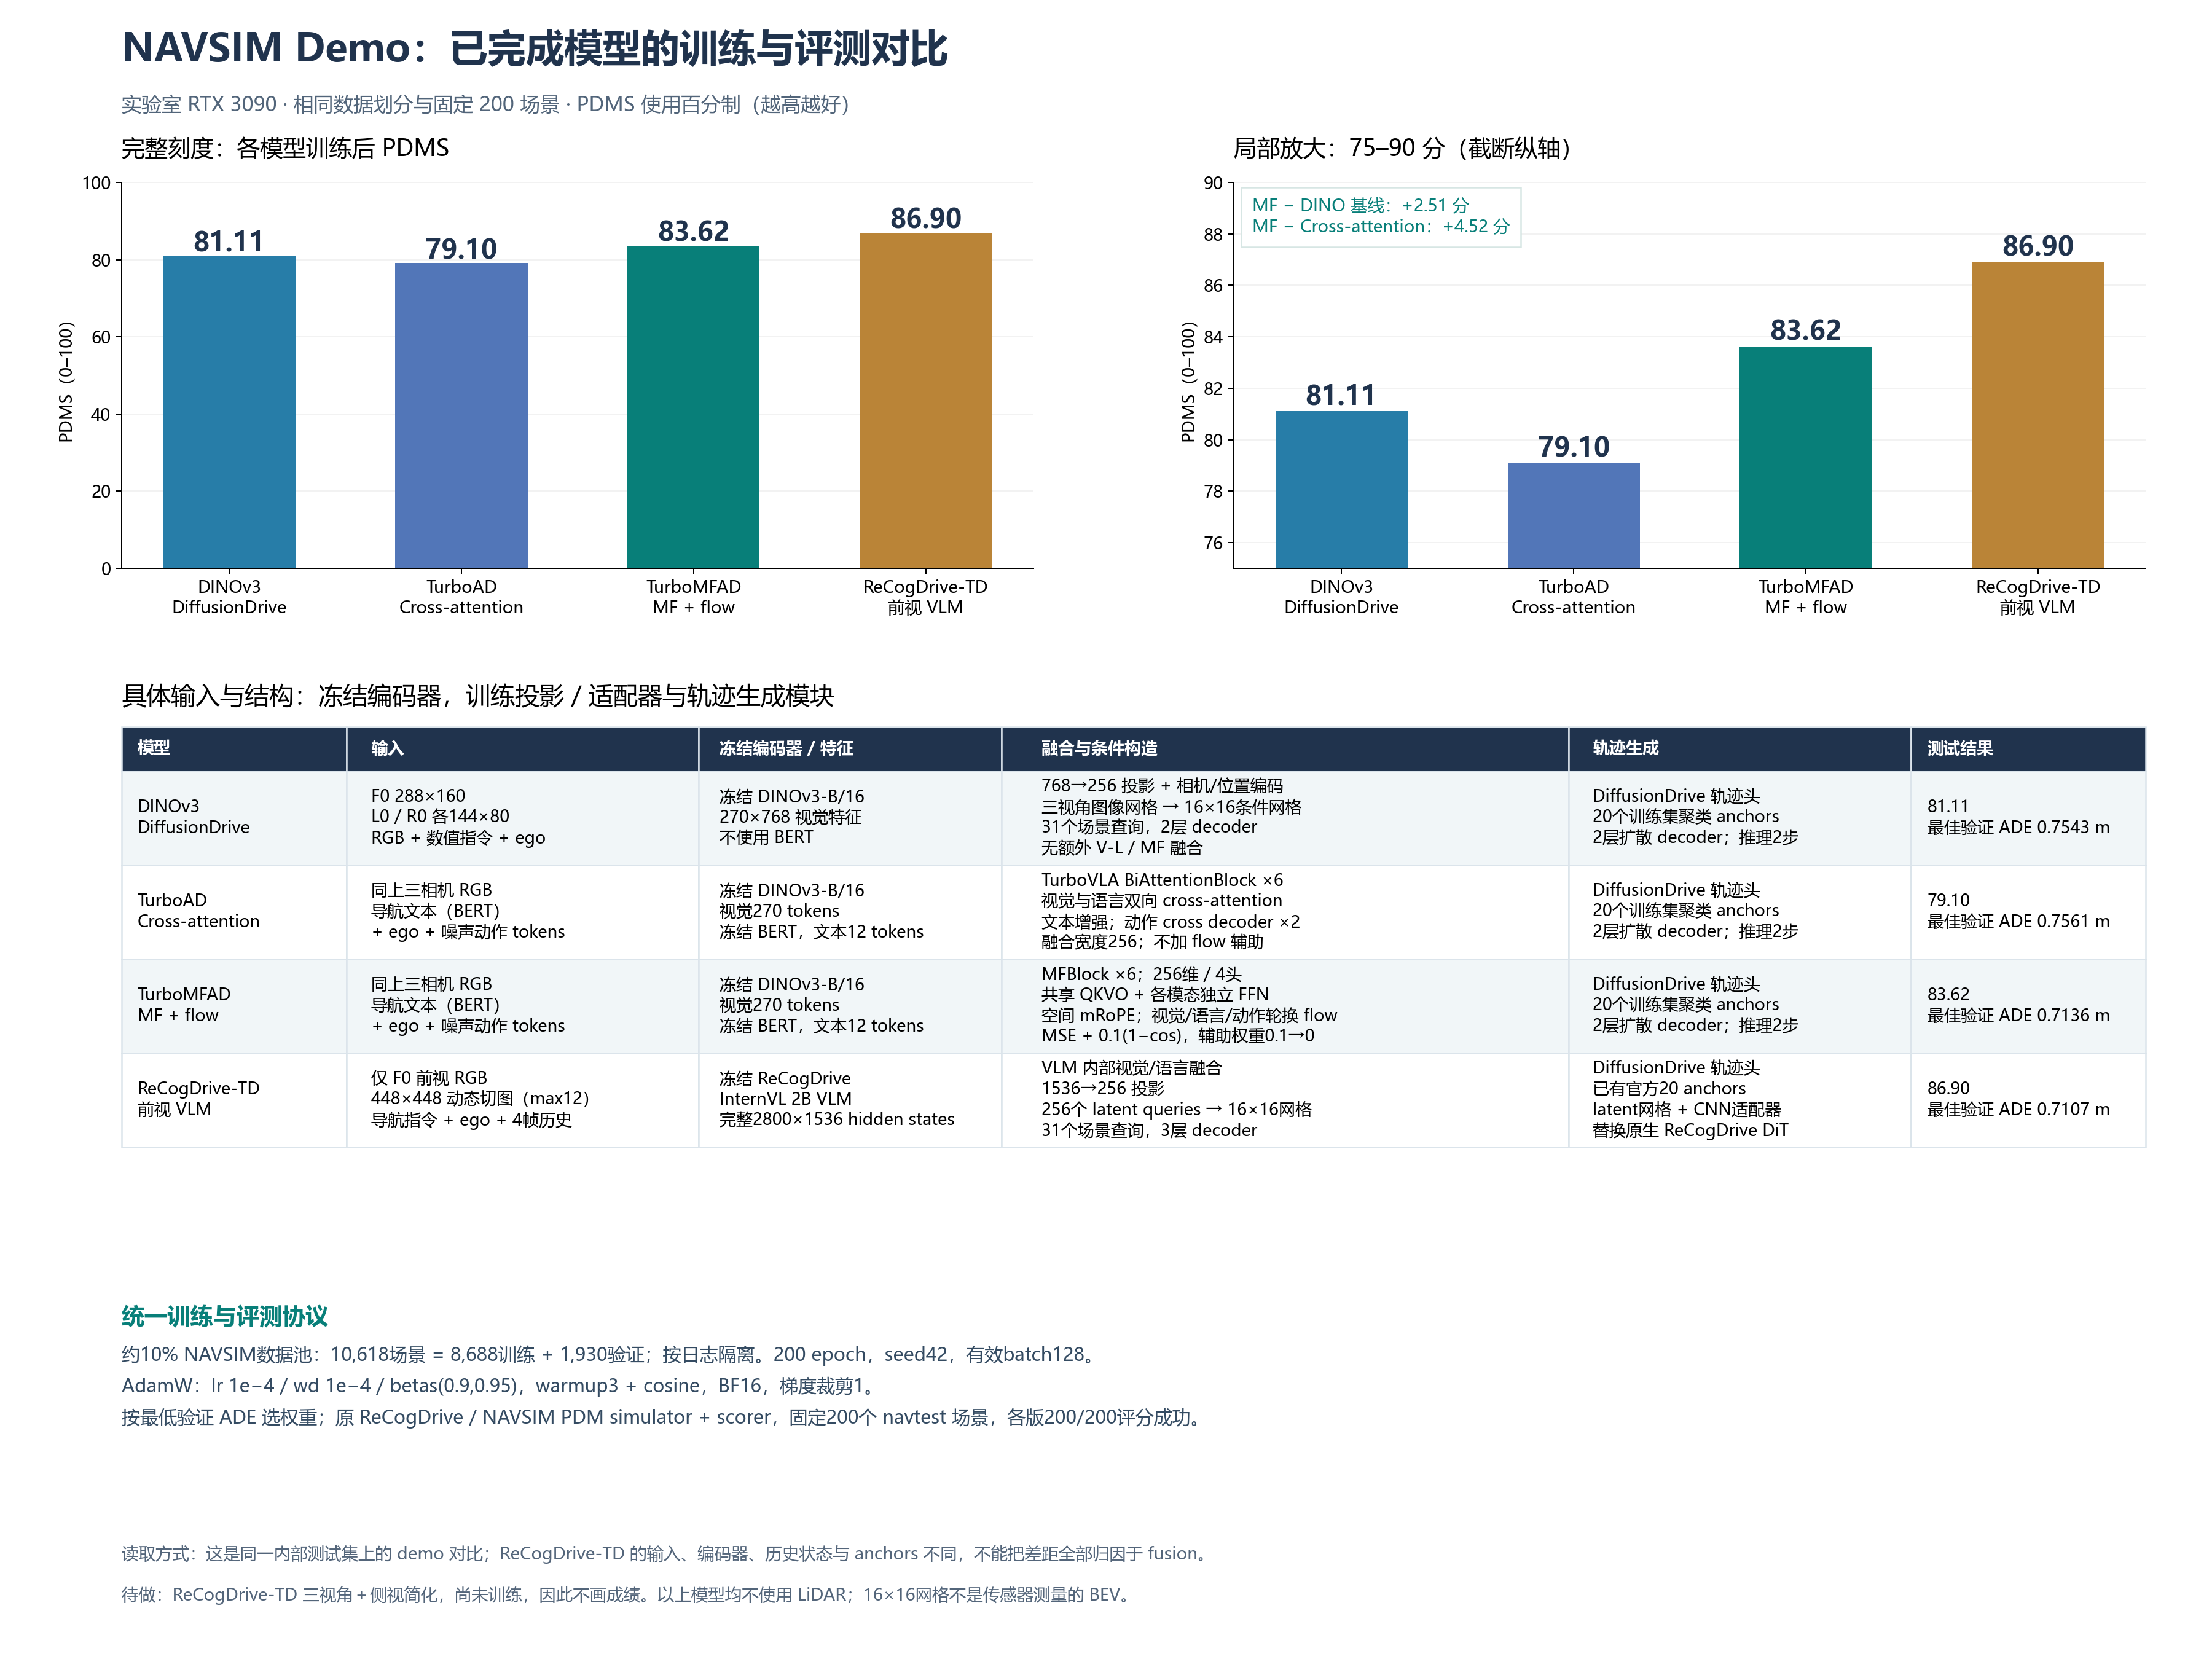 NAVSIM Demo：已完成模型的训练与评测对比
实验室 RTX 3090 · 相同数据划分与固定 200 场景 · PDMS 使用百分制（越高越好）
完整刻度：各模型训练后 PDMS
PDMS（0–100）
100
80
60
40
20
0
81.11
79.10
83.62
86.90
DINOv3
DiffusionDrive
TurboAD
Cross-attention
TurboMFAD
MF + flow
ReCogDrive-TD
前视 VLM
局部放大：75–90 分（截断纵轴）
PDMS（0–100）
90
88
86
84
82
80
78
76
MF − DINO 基线：+2.51 分
MF − Cross-attention：+4.52 分
81.11
79.10
83.62
86.90
DINOv3
DiffusionDrive
TurboAD
Cross-attention
TurboMFAD
MF + flow
ReCogDrive-TD
前视 VLM
具体输入与结构：冻结编码器，训练投影 / 适配器与轨迹生成模块
模型
输入
冻结编码器 / 特征
融合与条件构造
轨迹生成
测试结果
DINOv3
DiffusionDrive
F0 288×160
L0 / R0 各144×80
RGB + 数值指令 + ego
冻结 DINOv3-B/16
270×768 视觉特征
不使用 BERT
768→256 投影 + 相机/位置编码
三视角图像网格 → 16×16条件网格
31个场景查询，2层 decoder
无额外 V-L / MF 融合
DiffusionDrive 轨迹头
20个训练集聚类 anchors
2层扩散 decoder；推理2步
81.11
最佳验证 ADE 0.7543 m
TurboAD
Cross-attention
同上三相机 RGB
导航文本（BERT）
+ ego + 噪声动作 tokens
冻结 DINOv3-B/16
视觉270 tokens
冻结 BERT，文本12 tokens
TurboVLA BiAttentionBlock ×6
视觉与语言双向 cross-attention
文本增强；动作 cross decoder ×2
融合宽度256；不加 flow 辅助
DiffusionDrive 轨迹头
20个训练集聚类 anchors
2层扩散 decoder；推理2步
79.10
最佳验证 ADE 0.7561 m
TurboMFAD
MF + flow
同上三相机 RGB
导航文本（BERT）
+ ego + 噪声动作 tokens
冻结 DINOv3-B/16
视觉270 tokens
冻结 BERT，文本12 tokens
MFBlock ×6；256维 / 4头
共享 QKVO + 各模态独立 FFN
空间 mRoPE；视觉/语言/动作轮换 flow
MSE + 0.1(1−cos)，辅助权重0.1→0
DiffusionDrive 轨迹头
20个训练集聚类 anchors
2层扩散 decoder；推理2步
83.62
最佳验证 ADE 0.7136 m
ReCogDrive-TD
前视 VLM
仅 F0 前视 RGB
448×448 动态切图（max12）
导航指令 + ego + 4帧历史
冻结 ReCogDrive
InternVL 2B VLM
完整2800×1536 hidden states
VLM 内部视觉/语言融合
1536→256 投影
256个 latent queries → 16×16网格
31个场景查询，3层 decoder
DiffusionDrive 轨迹头
已有官方20 anchors
latent网格 + CNN适配器
替换原生 ReCogDrive DiT
86.90
最佳验证 ADE 0.7107 m
统一训练与评测协议
约10% NAVSIM数据池：10,618场景 = 8,688训练 + 1,930验证；按日志隔离。200 epoch，seed42，有效batch128。
AdamW：lr 1e−4 / wd 1e−4 / betas(0.9,0.95)，warmup3 + cosine，BF16，梯度裁剪1。
按最低验证 ADE 选权重；原 ReCogDrive / NAVSIM PDM simulator + scorer，固定200个 navtest 场景，各版200/200评分成功。
读取方式：这是同一内部测试集上的 demo 对比；ReCogDrive-TD 的输入、编码器、历史状态与 anchors 不同，不能把差距全部归因于 fusion。
待做：ReCogDrive-TD 三视角＋侧视简化，尚未训练，因此不画成绩。以上模型均不使用 LiDAR；16×16网格不是传感器测量的 BEV。